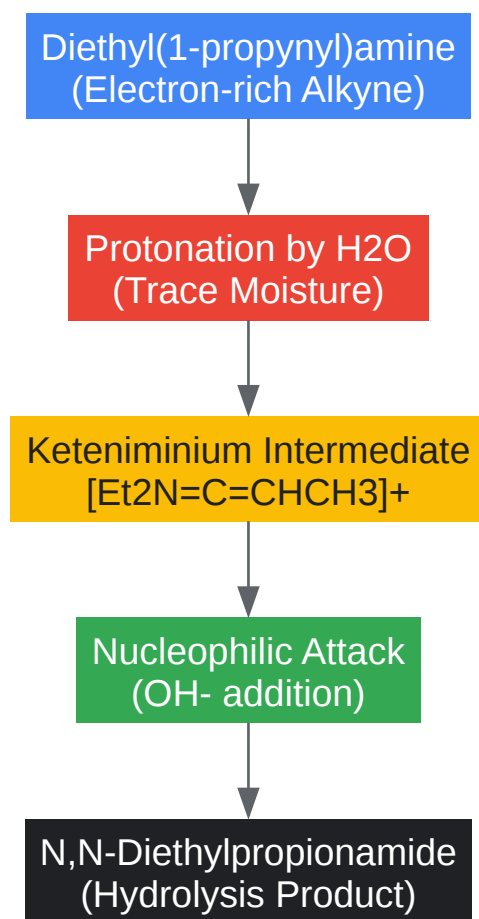 Diethyl(1-propynyl)amine
(Electron-rich Alkyne)
Protonation by H2O
(Trace Moisture)
Keteniminium Intermediate
[Et2N=C=CHCH3]+
Nucleophilic Attack
(OH- addition)
N,N-Diethylpropionamide
(Hydrolysis Product)